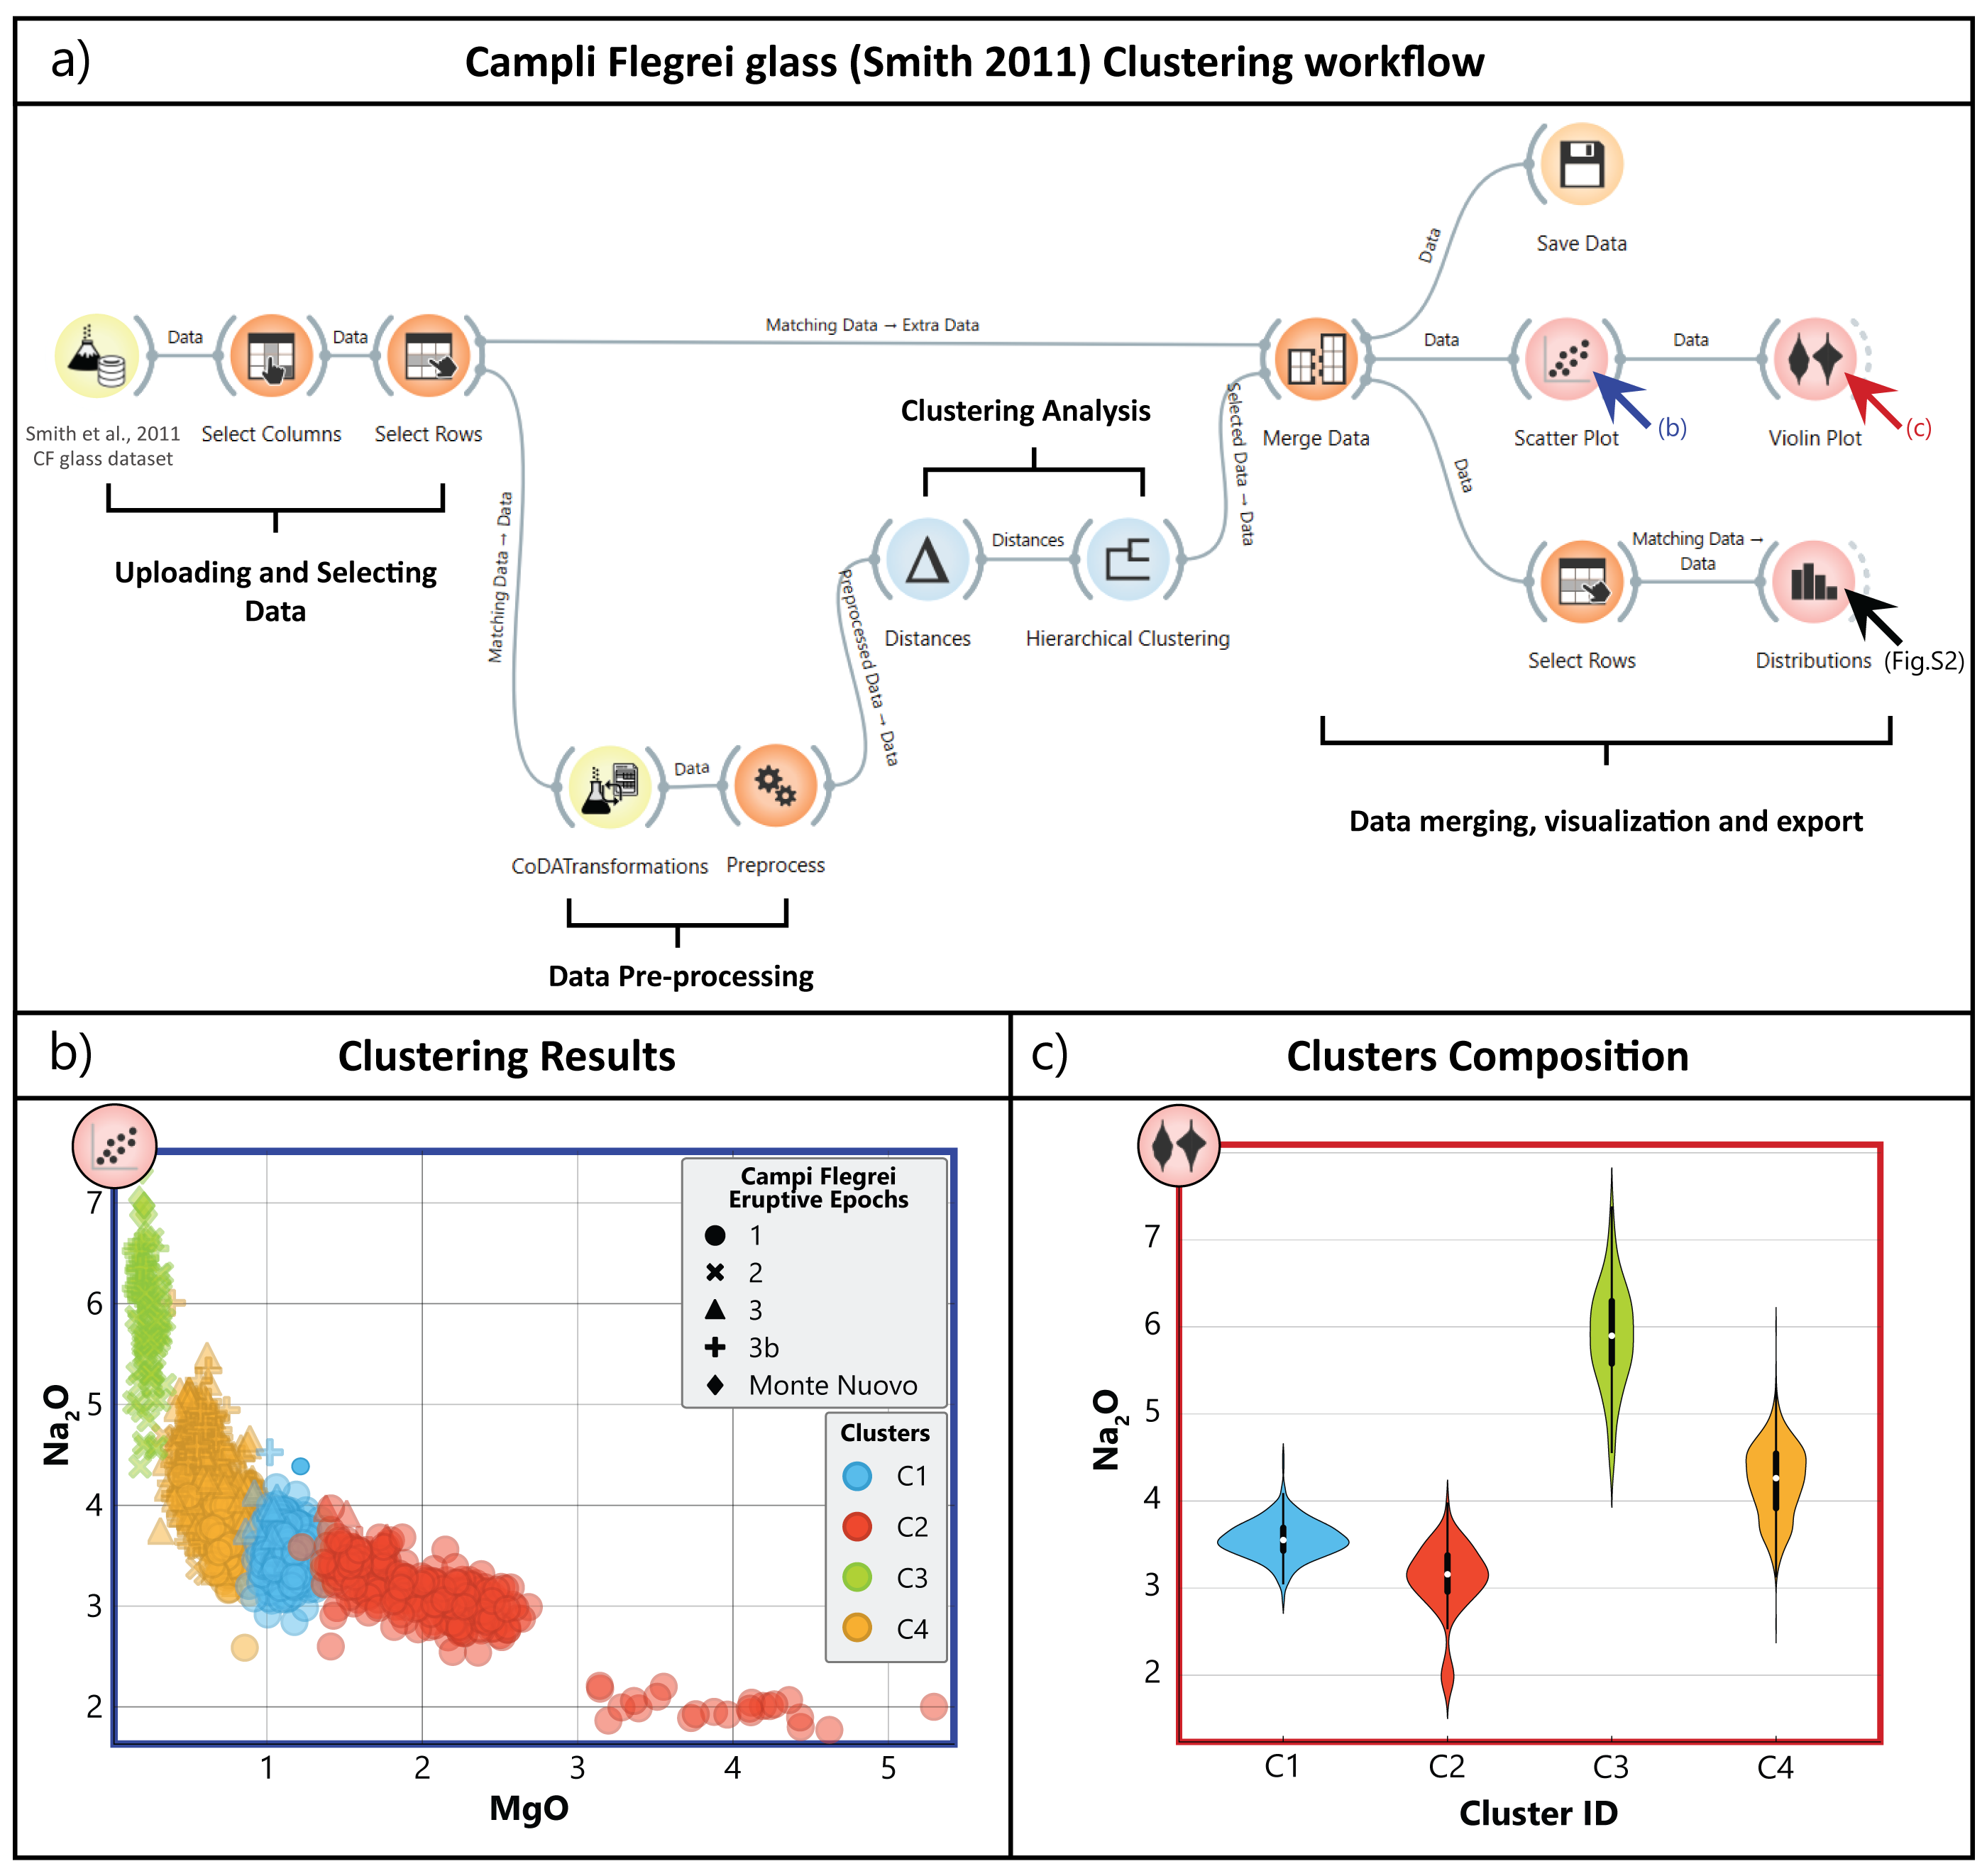 a)
Campli Flegrei glass (Smith 2011) Clustering workflow
Save Data
Data
Data
Data
Matching Data → Extra Data
Data
Data
Smith et al., 2011
CF glass dataset
Select Columns
Select Rows
Merge Data
Scatter Plot
(b)
Violin Plot
(c)
Clustering Analysis
Selected Data → Data
Data
Uploading and Selecting
Data
Matching Data → Data
Preprocessed Data → Data
Distances
Distances
Hierarchical Clustering
Matching Data →
Data
Select Rows
Distributions
(Fig.S2)
Data
CoDATransformations
Preprocess
Data Pre-processing
Data merging, visualization and export
b)
Clustering Results
Campi Flegrei
Eruptive Epochs
1
2
3
3b
Monte Nuovo
Clusters
C1
C2
C3
C4
7
6
5
4
3
2
Na2O
1
2
3
4
5
MgO
c)
Clusters Composition
7
6
5
4
3
2
Na2O
C1
C2
C3
C4
Cluster ID